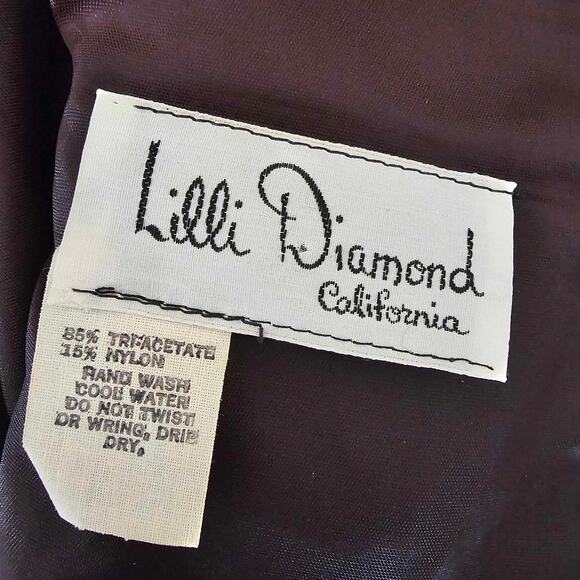 Lilli Diamond
California
85% TRI-ACETATE
15% NYLON
HAND WASH
COOL WATER
DO NOT TWIST
OR WRING, DRIP
DRY.